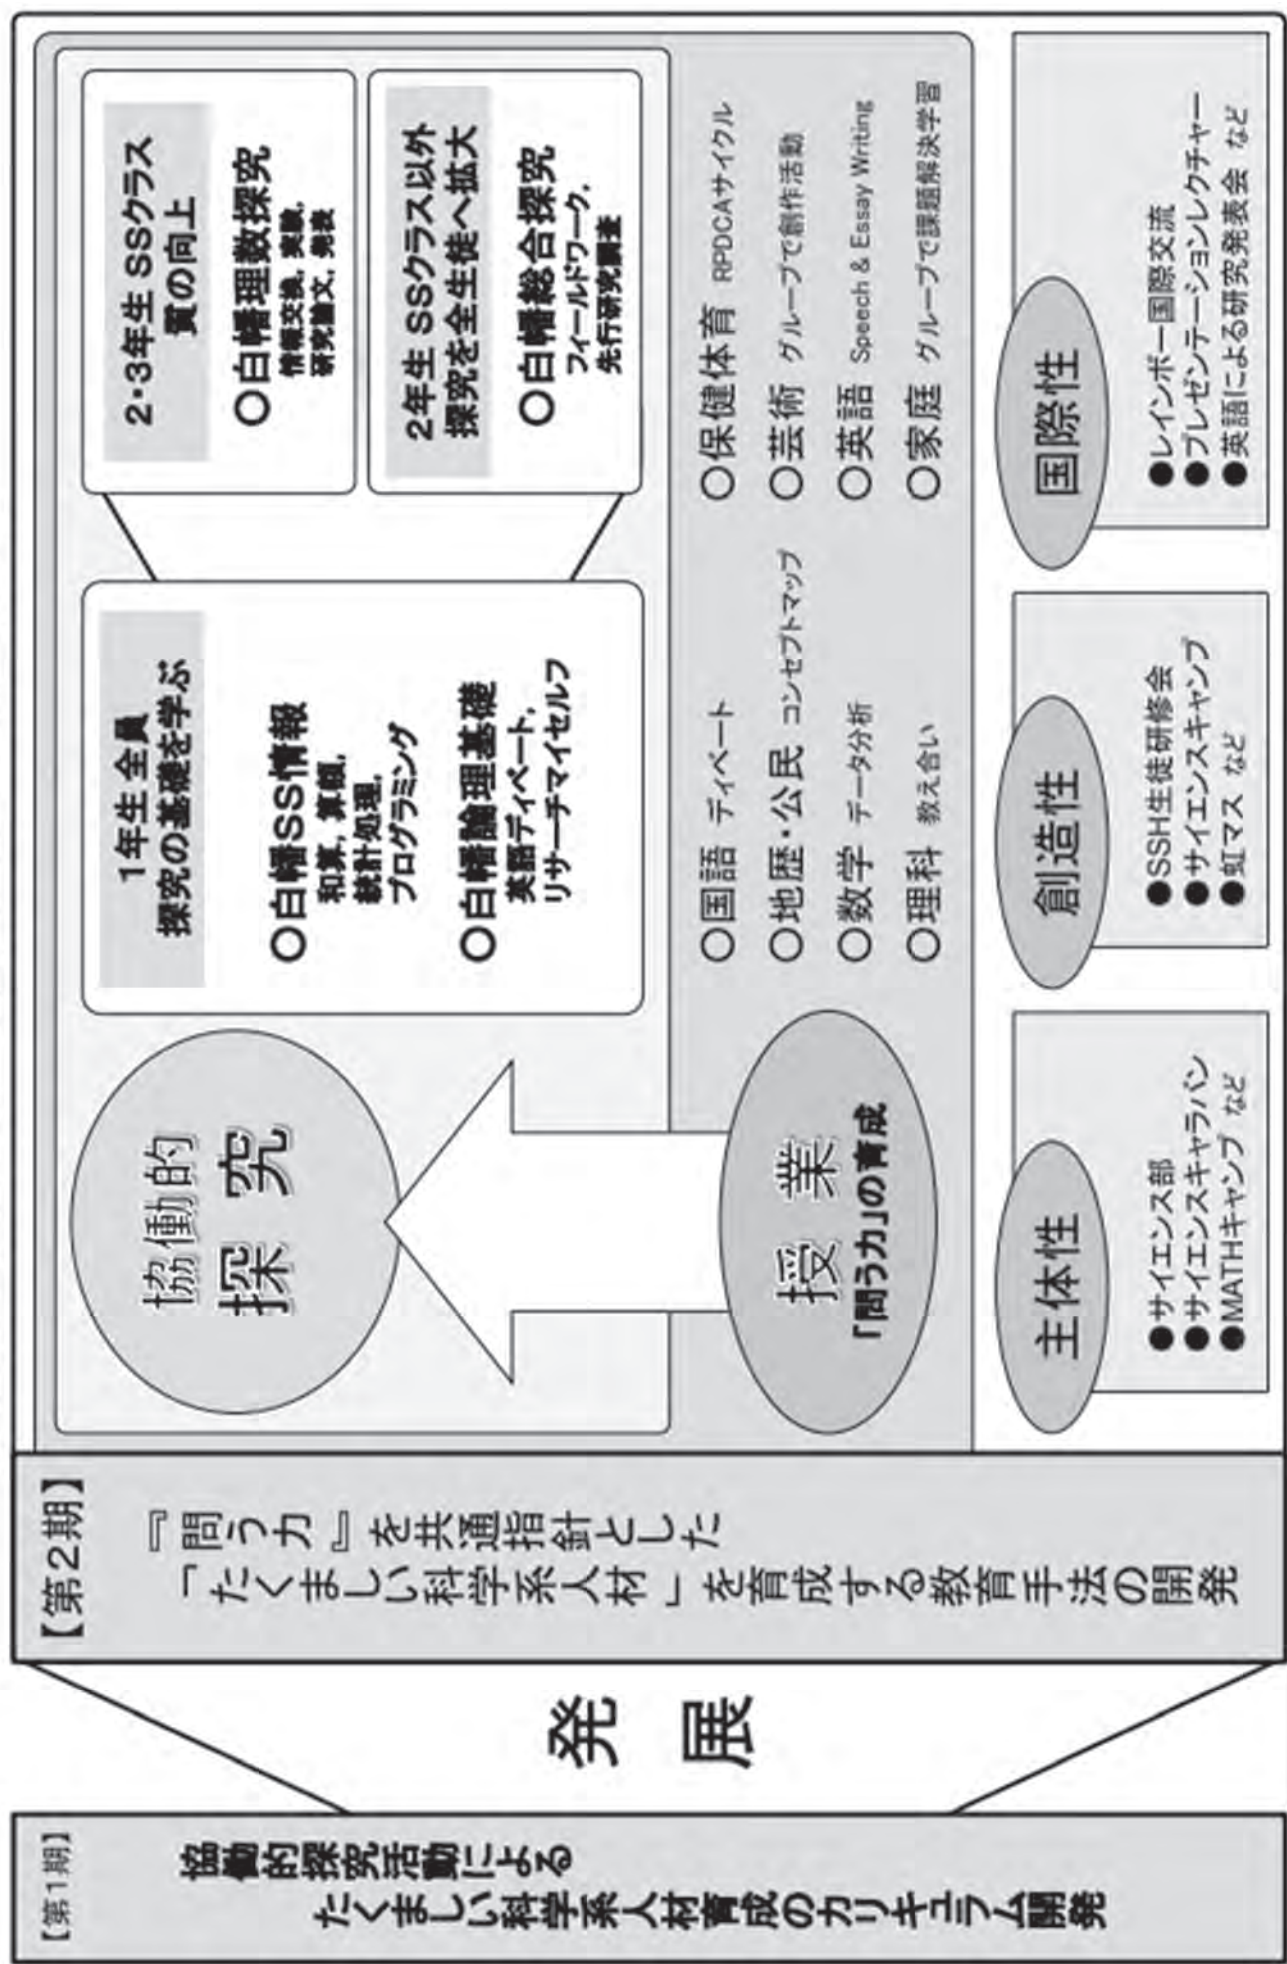 【第1期】
協働的探究活動による
たくましい科学系人材育成のカリキュラム開発
発展
【第2期】
『問う力』を共通指針とした
「たくましい科学系人材」を育成する教育手法の開発
協働的
探究
授業
「問う力」の育成
1年生全員
探究の基礎を学ぶ
○白幡SS情報
和算,算額,
統計処理,
プログラミング
○白幡論理基礎
英語ディベート,
リサーチマイセルフ
2・3年生 SSクラス
質の向上
○白幡理数探究
情報交換,実験,
研究論文,発表
2年生 SSクラス以外
探究を全生徒へ拡大
○白幡総合探究
フィールドワーク,
先行研究調査
○国語 ディベート
○地歴・公民 コンセプトマップ
○数学 データ分析
○理科 教え合い
○保健体育 RPDCAサイクル
○芸術 グループで創作活動
○英語 Speech & Essay Writing
○家庭 グループで課題解決学習
主体性
●サイエンス部
●サイエンスキャラバン
●MATHキャンプ など
創造性
●SSH生徒研修会
●サイエンスキャンプ
●虹マス など
国際性
●レインボー国際交流
●プレゼンテーションレクチャー
●英語による研究発表会 など